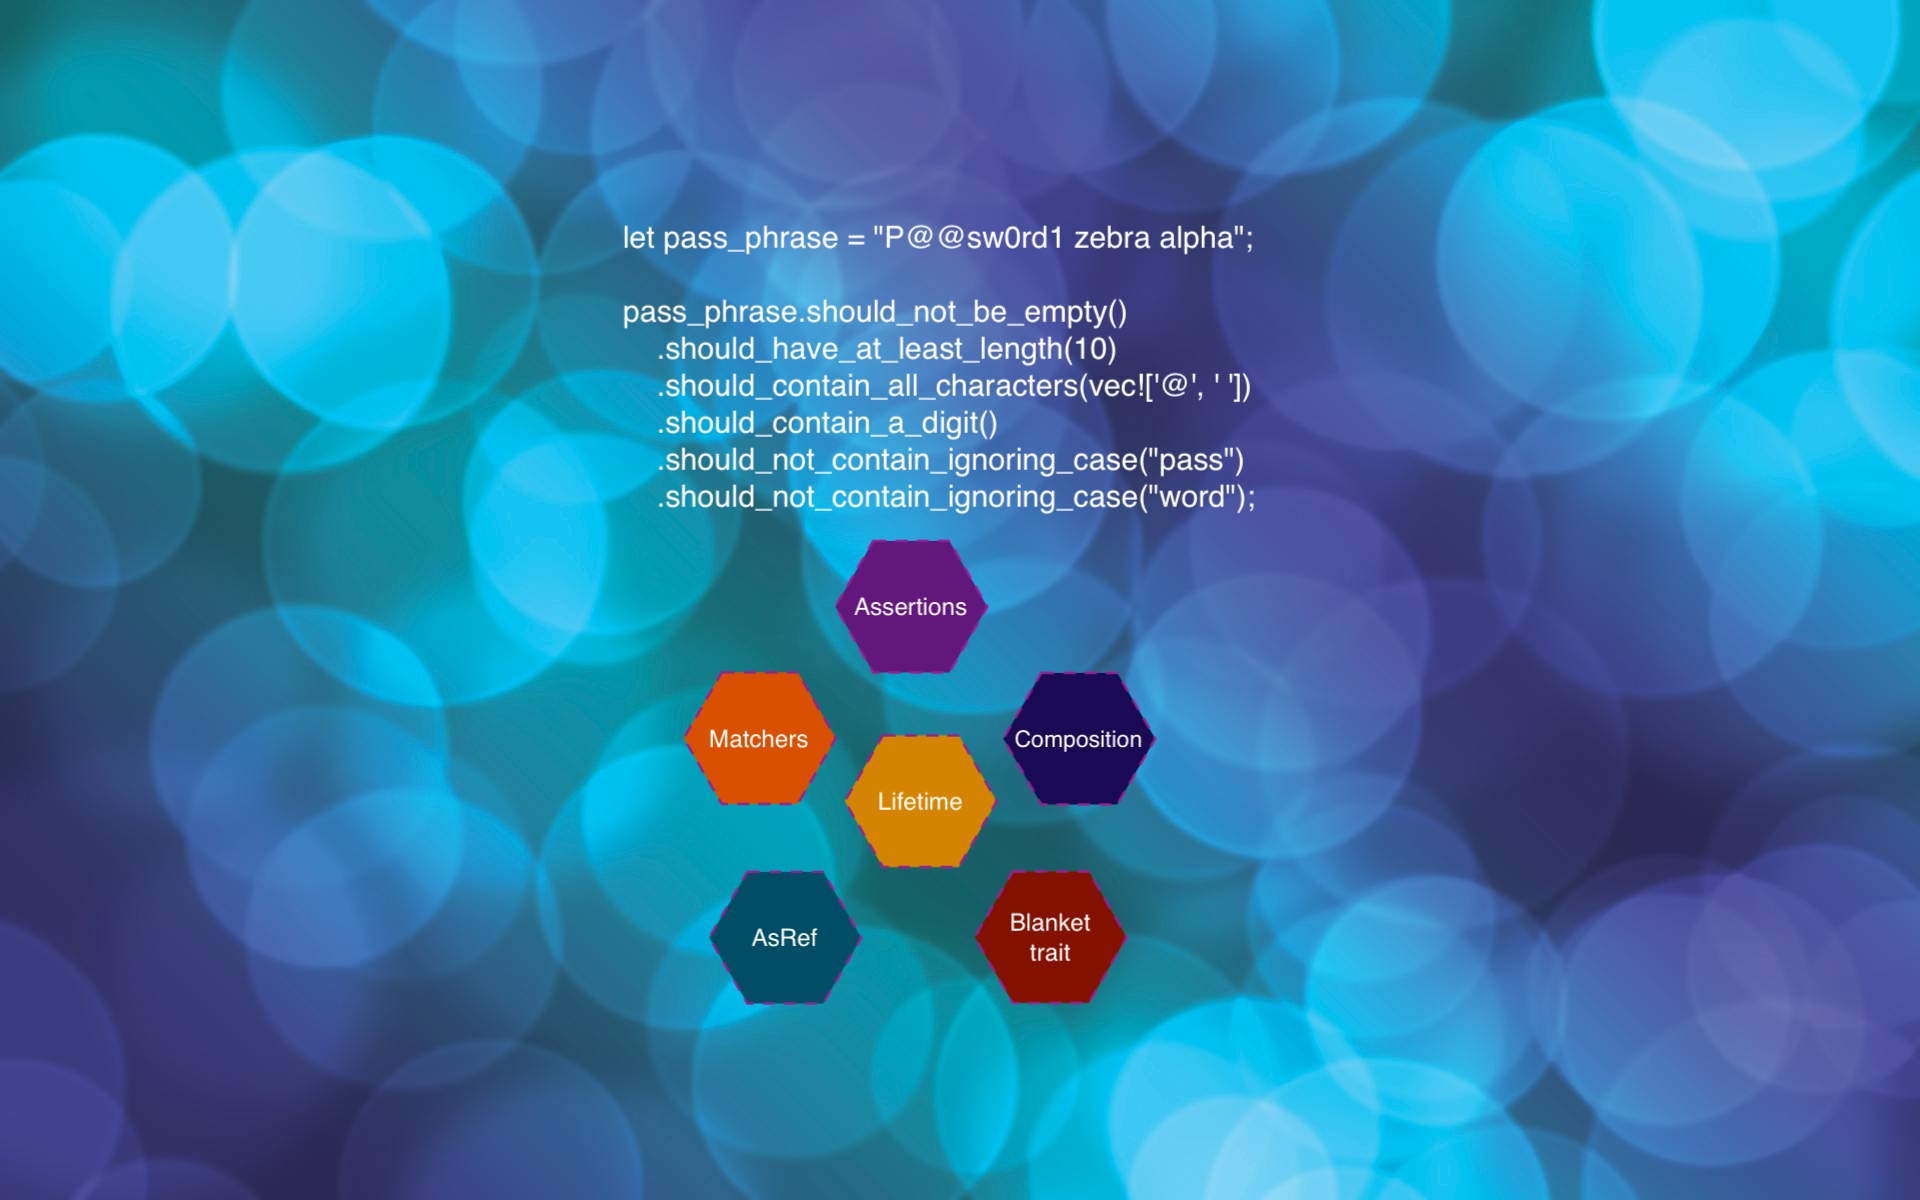 let pass_phrase = "P@@sw0rd1 zebra alpha";
pass_phrase.should_not_be_empty()
.should_have_at_least_length(10)
.should_contain_all_characters(vec!['@', ' '])
.should_contain_a_digit()
.should_not_contain_ignoring_case("pass")
.should_not_contain_ignoring_case("word");
Assertions
Matchers
Composition
Lifetime
AsRef
Blanket
trait